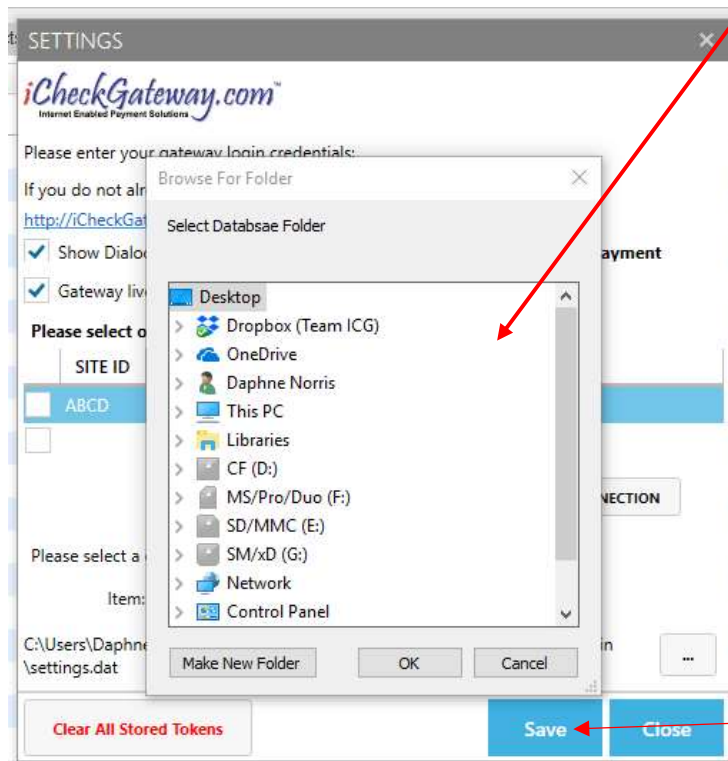 SETTINGS
iCheckGateway.com™
Internet Enabled Payment Solutions
Please enter your gateway login credentials:
Browse For Folder
If you do not
http://iCheckGat
Select Databsae Folder
Show Dialo
ayment
Gateway liv
Desktop
Dropbox (Team ICG)
Please select o
OneDrive
SITE ID
Daphne Norris
ABCD
This PC
Libraries
CF (D:)
MS/Pro/Duo (F:)
NECTION
SD/MMC (E:)
Please select a
SM/xD (G:)
Network
Item:
Control Panel
C:\Users\Daphne
in
...
\settings.dat
Make New Folder
OK
Cancel
Clear All Stored Tokens
Save
Close